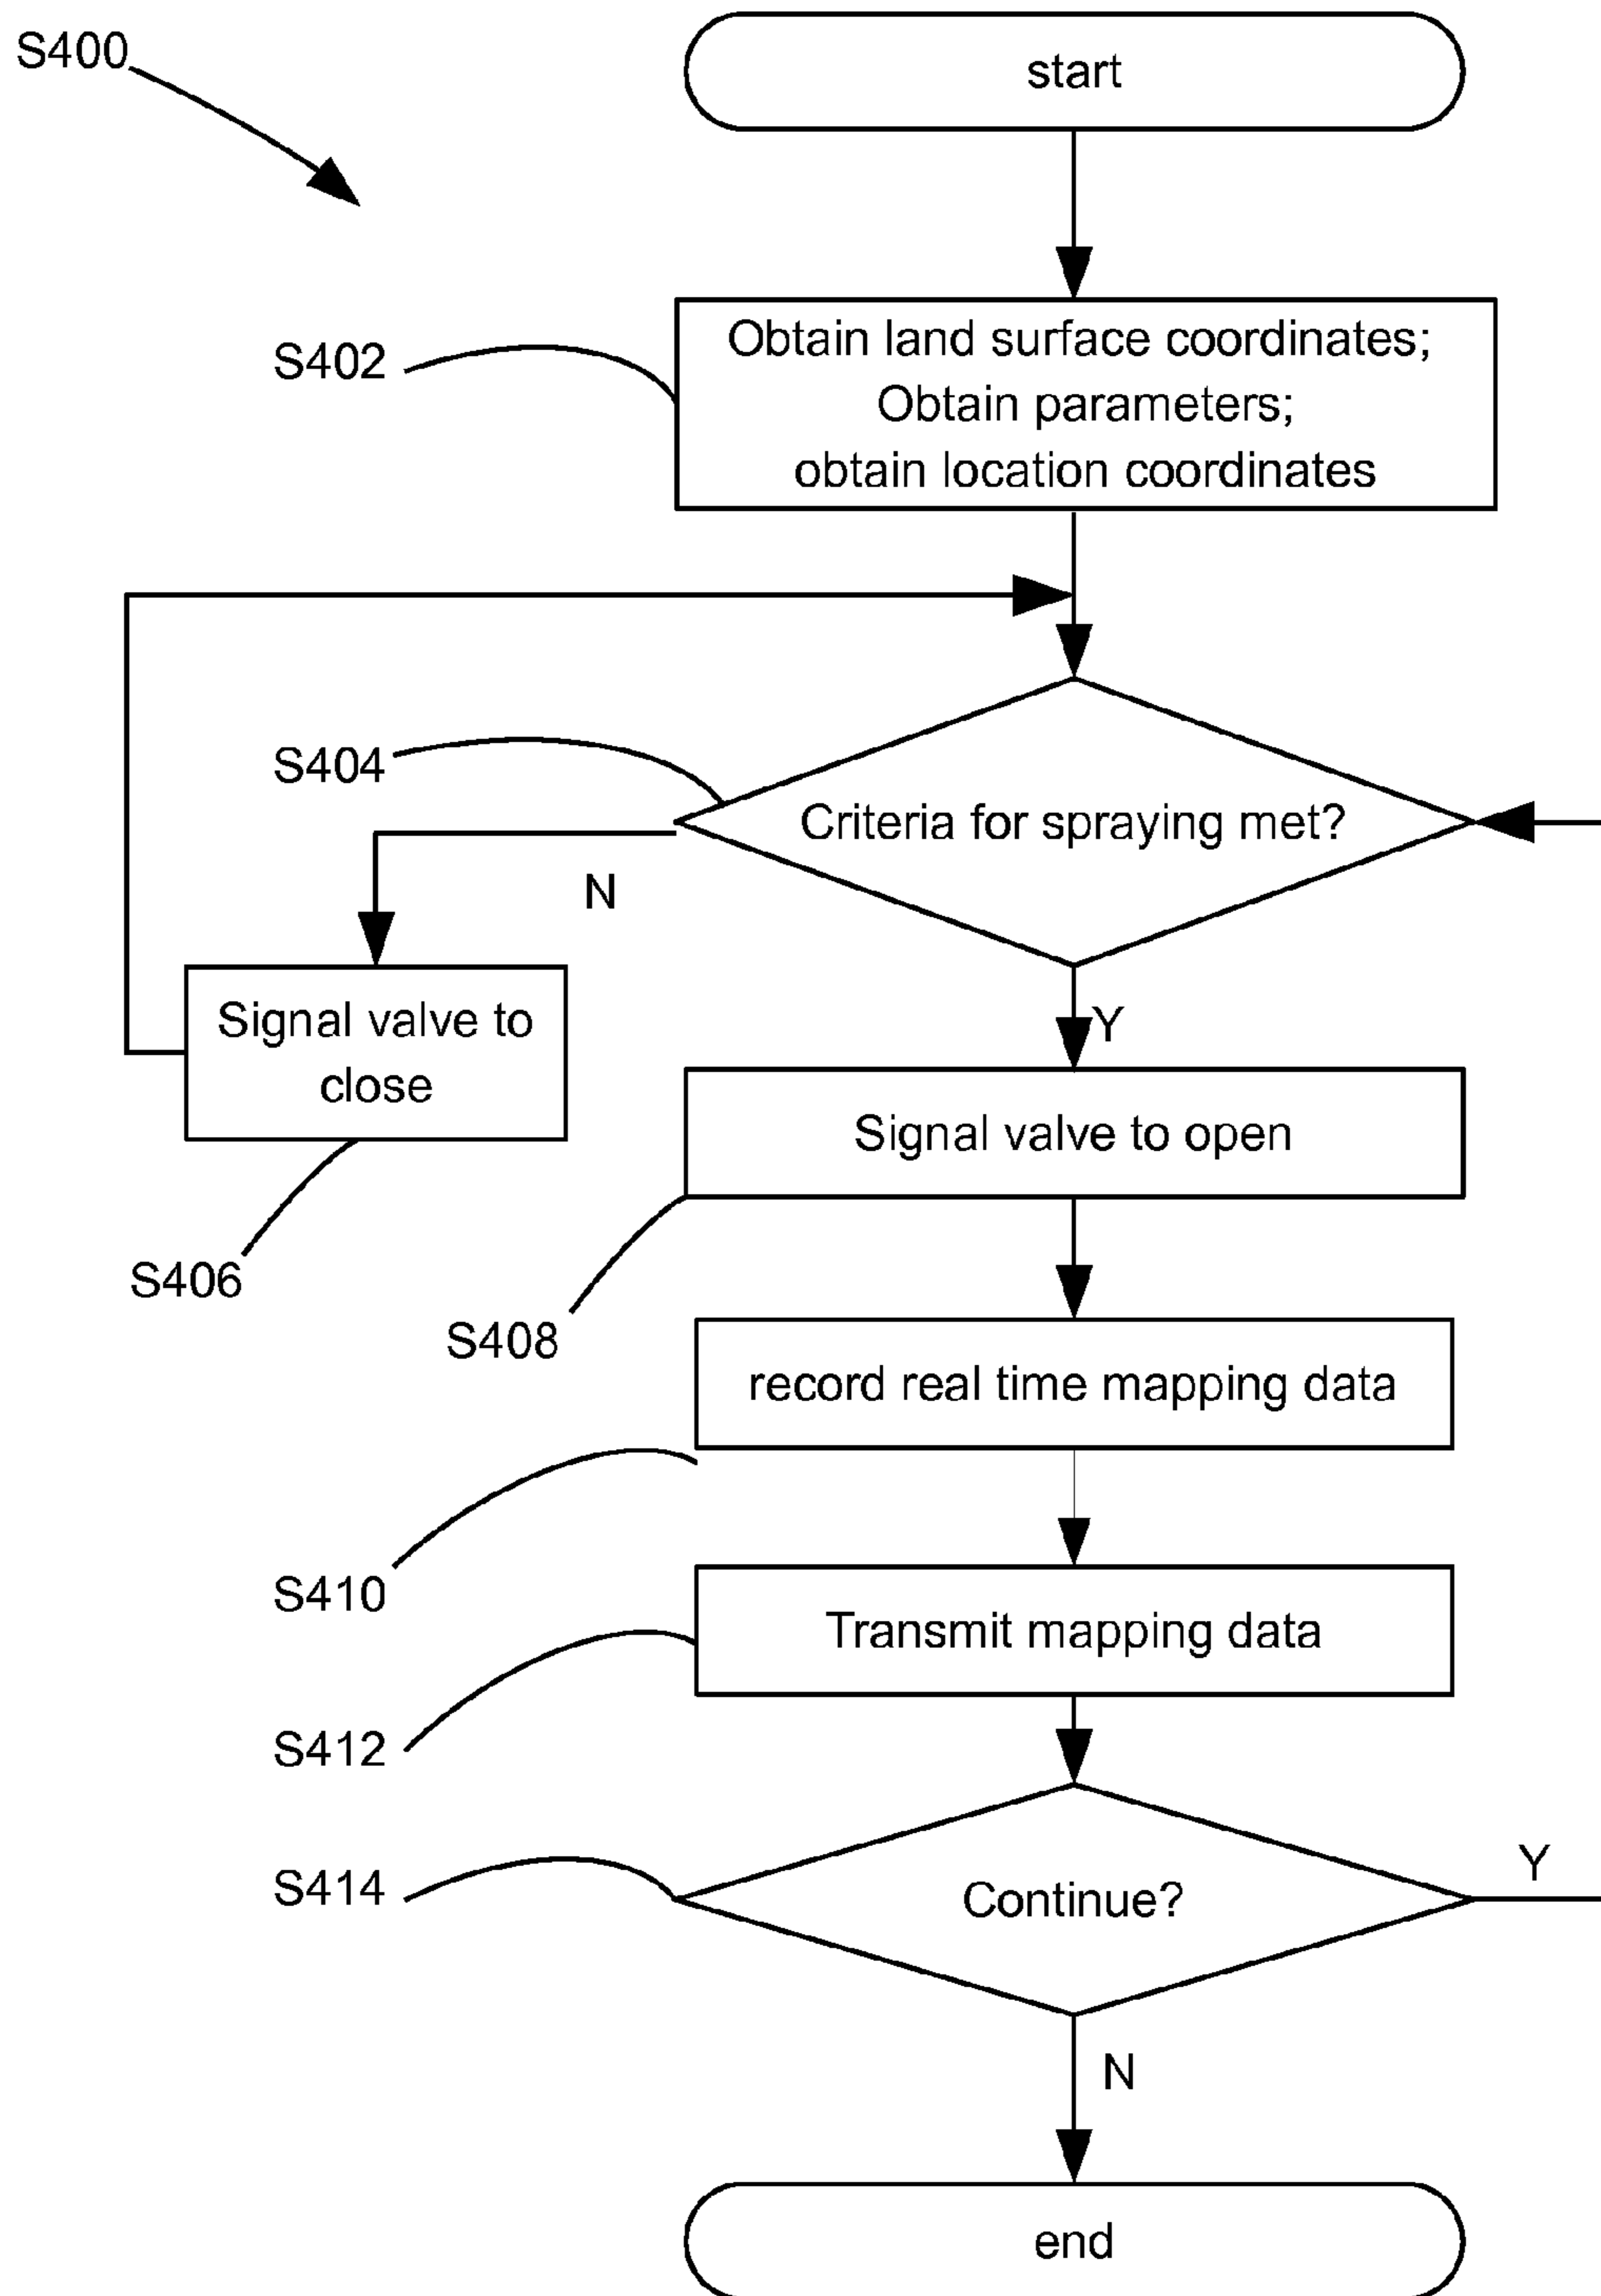 S400
start
S402
Obtain land surface coordinates;
Obtain parameters;
obtain location coordinates
S404
Criteria for spraying met?
N
Signal valve to
close
Y
Signal valve to open
S406
S408
record real time mapping data
S410
Transmit mapping data
S412
S414
Continue?
Y
N
end